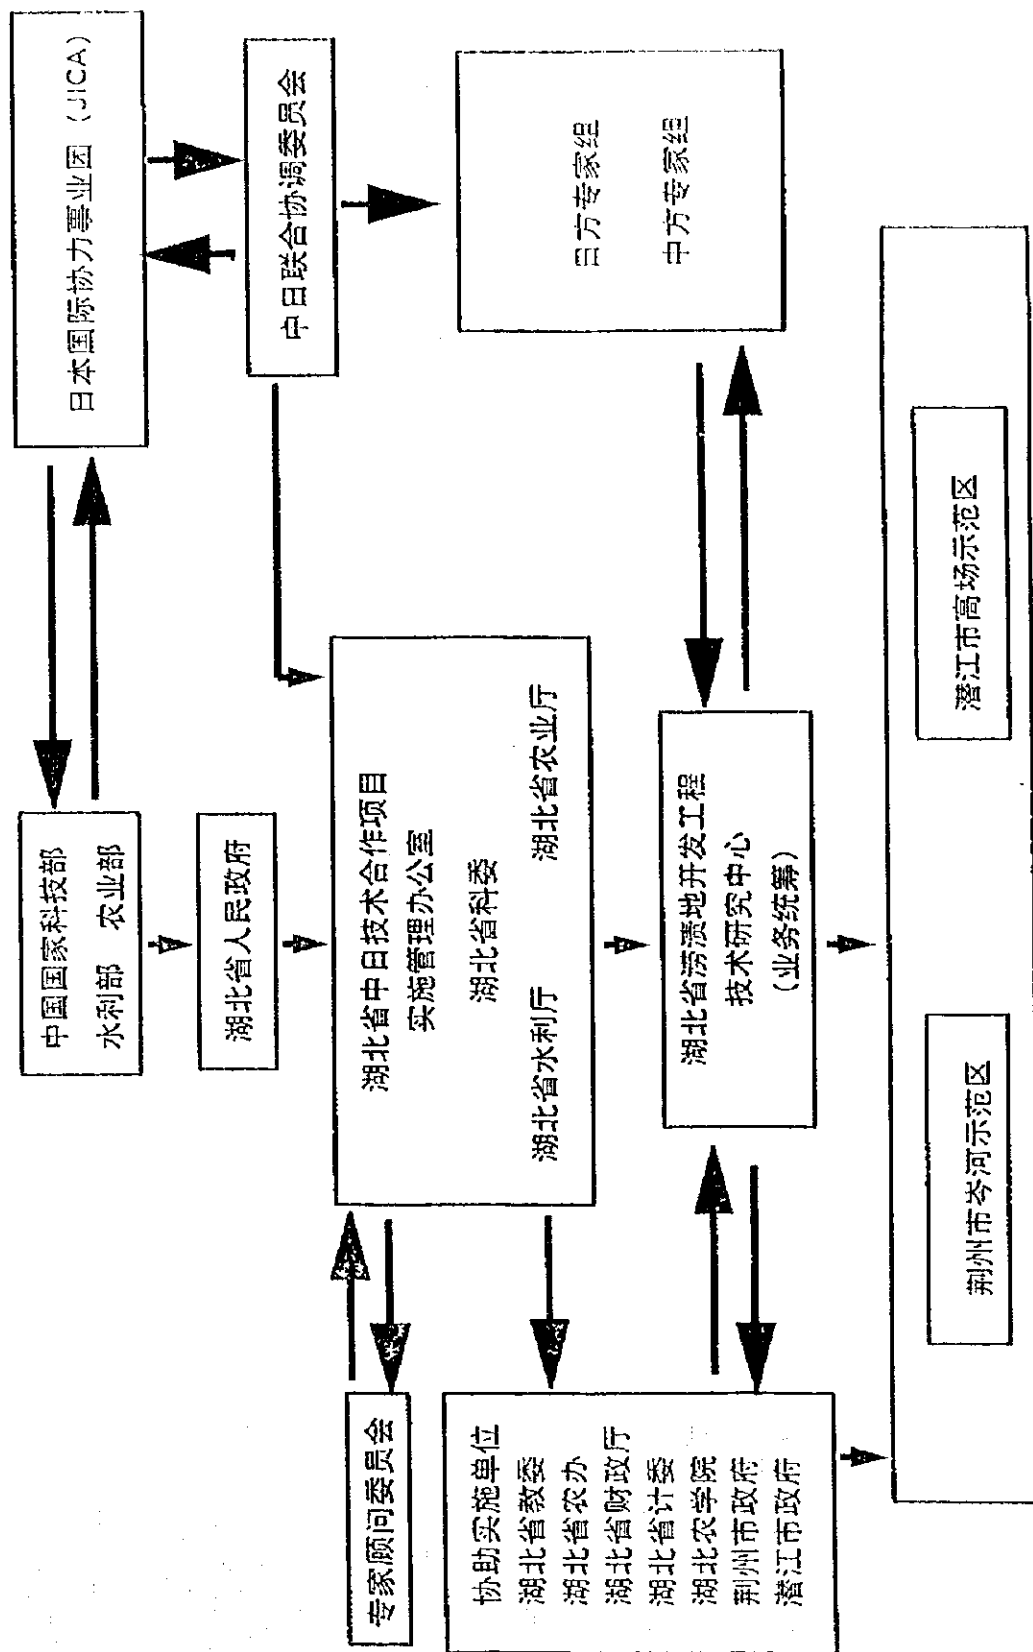 中国国家科技部
水利部 农业部
日本国际协力事业团（JICA）
湖北省人民政府
中日联合协调委员会
专家顾问委员会
湖北省中日技术合作项目
实施管理办公室
湖北省科委
湖北省水利厅 湖北省农业厅
日方专家组
中方专家组
协助实施单位
湖北省教委
湖北省农办
湖北省财政厅
湖北省计委
湖北农学院
荆州市政府
潜江市政府
湖北省涝渍地开发工程
技术研究中心
（业务统筹）
荆州市岑河示范区
潜江市高场示范区